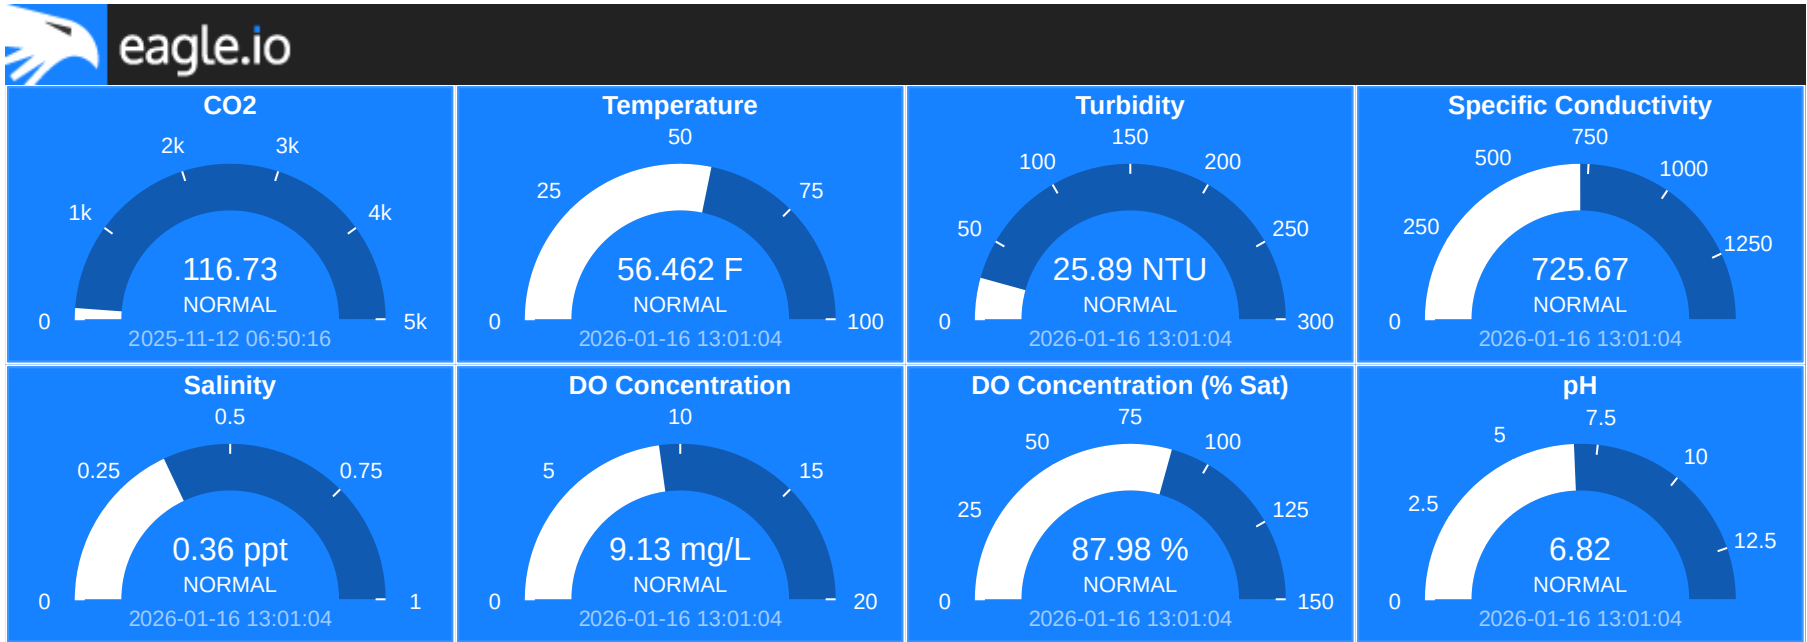 eagle.io
CO2
0
1k
2k
3k
4k
5k
116.73
NORMAL
2025-11-12 06:50:16
Temperature
0
25
50
75
100
56.462 F
NORMAL
2026-01-16 13:01:04
Turbidity
0
50
100
150
200
250
300
25.89 NTU
NORMAL
2026-01-16 13:01:04
Specific Conductivity
0
250
500
750
1000
1250
725.67
NORMAL
2026-01-16 13:01:04
Salinity
0
0.25
0.5
0.75
1
0.36 ppt
NORMAL
2026-01-16 13:01:04
DO Concentration
0
5
10
15
20
9.13 mg/L
NORMAL
2026-01-16 13:01:04
DO Concentration (% Sat)
0
25
50
75
100
125
150
87.98 %
NORMAL
2026-01-16 13:01:04
pH
0
2.5
5
7.5
10
12.5
6.82
NORMAL
2026-01-16 13:01:04